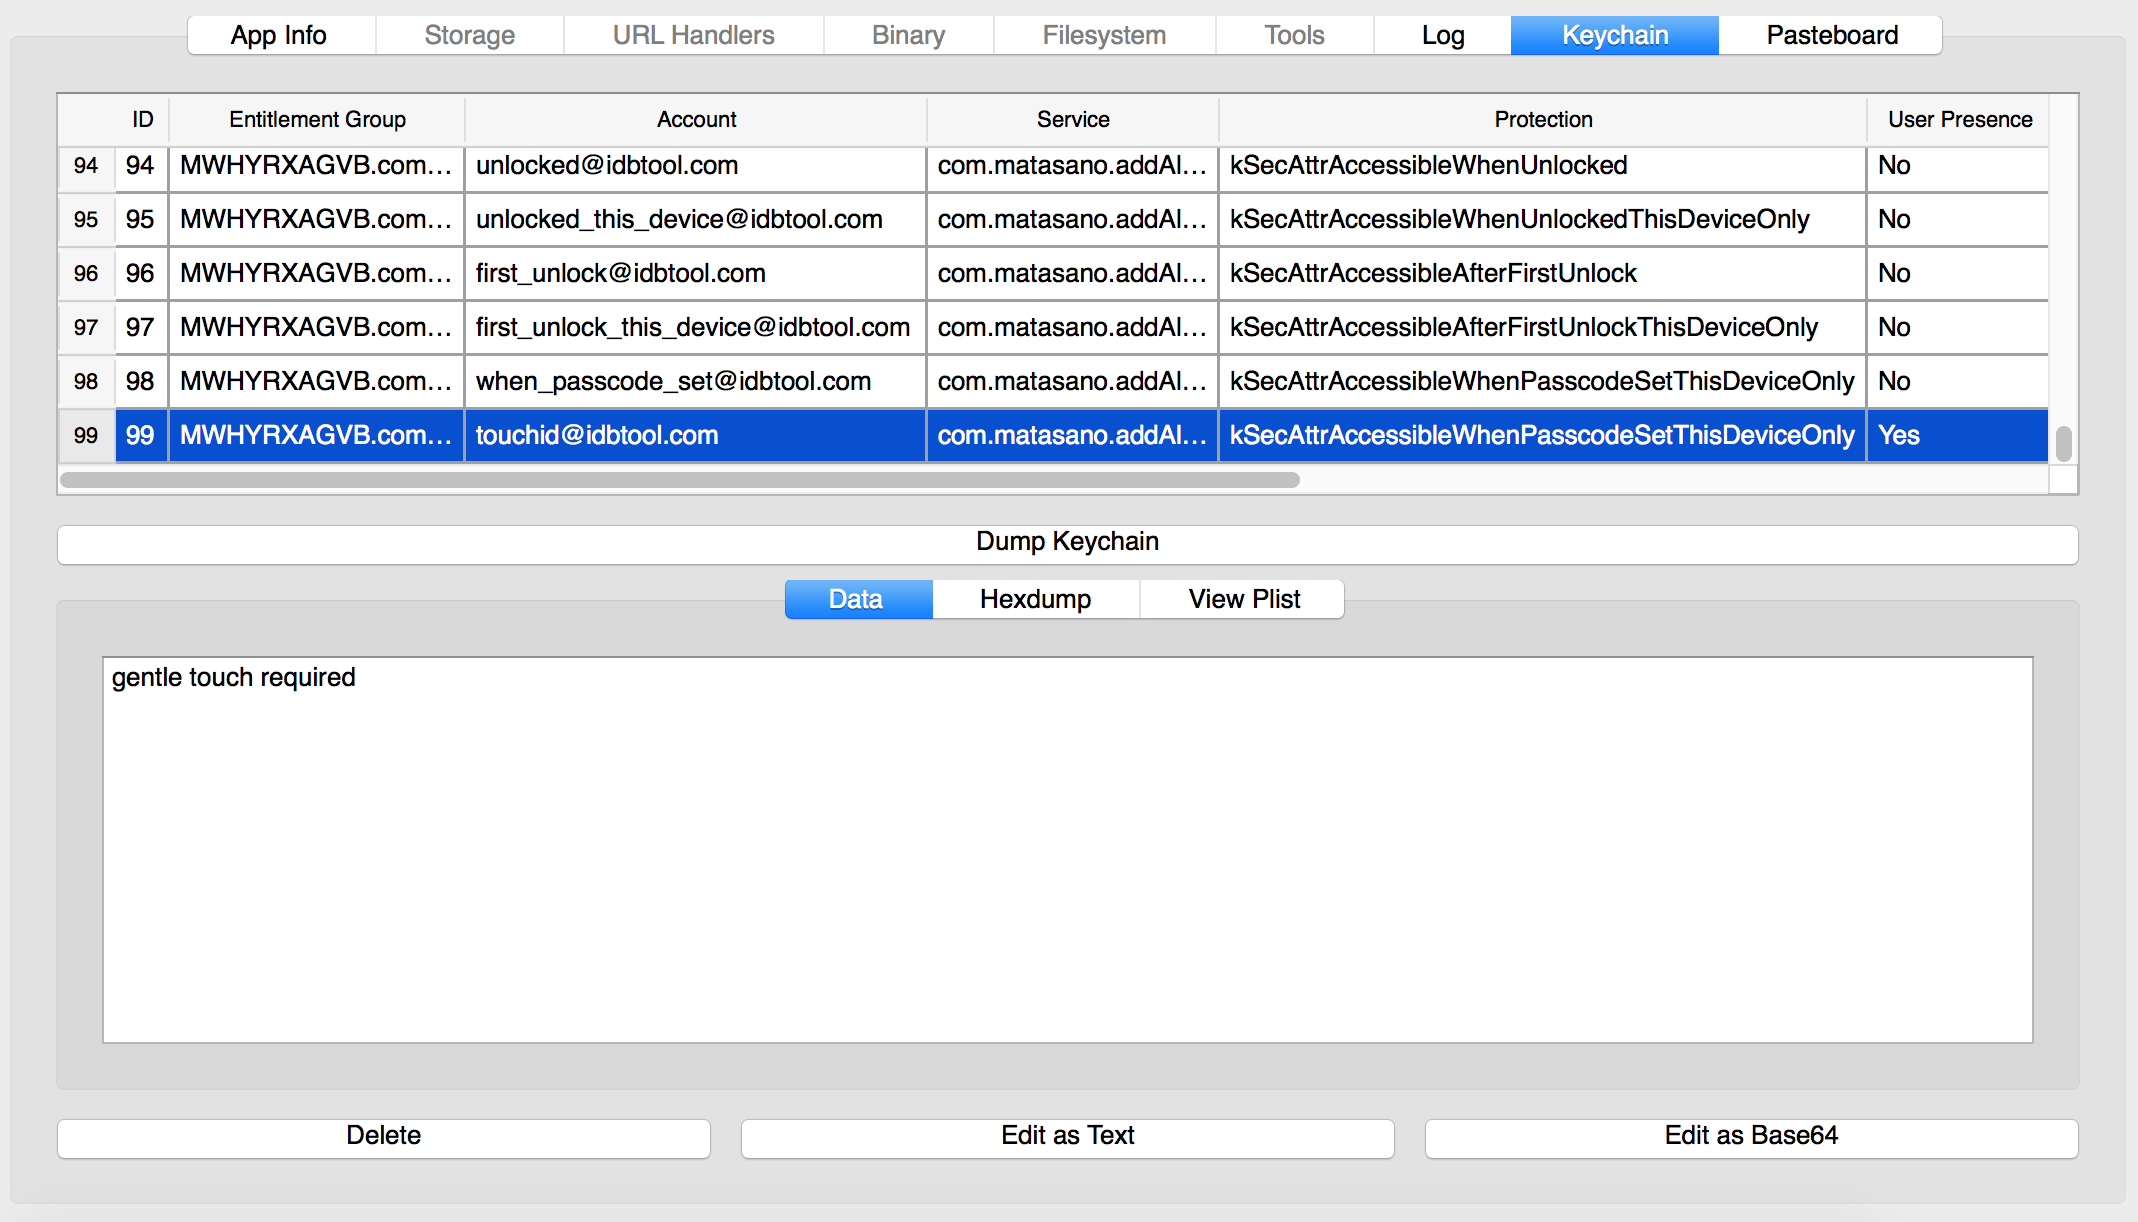 App Info Storage URL Handlers Binary Filesystem Tools Log Keychain Pasteboard
ID Entitlement Group Account Service Protection User Presence
94 94 MWHYRXAGVB.com... unlocked@idbtool.com com.matasano.addAl... kSecAttrAccessibleWhenUnlocked No
95 95 MWHYRXAGVB.com... unlocked_this_device@idbtool.com com.matasano.addAl... kSecAttrAccessibleWhenUnlockedThisDeviceOnly No
96 96 MWHYRXAGVB.com... first_unlock@idbtool.com com.matasano.addAl... kSecAttrAccessibleAfterFirstUnlock No
97 97 MWHYRXAGVB.com... first_unlock_this_device@idbtool.com com.matasano.addAl... kSecAttrAccessibleAfterFirstUnlockThisDeviceOnly No
98 98 MWHYRXAGVB.com... when_passcode_set@idbtool.com com.matasano.addAl... kSecAttrAccessibleWhenPasscodeSetThisDeviceOnly No
99 99 MWHYRXAGVB.com... touchid@idbtool.com com.matasano.addAl... kSecAttrAccessibleWhenPasscodeSetThisDeviceOnly Yes
Dump Keychain
Data Hexdump View Plist
gentle touch required
Delete Edit as Text Edit as Base64